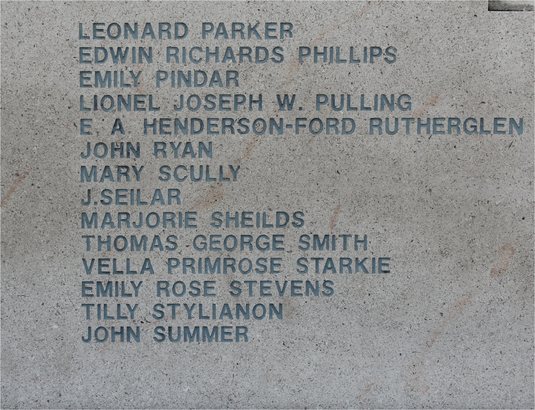 LEONARD PARKER
EDWIN RICHARDS PHILLIPS
EMILY PINDAR
LIONEL JOSEPH W. PULLING
E. A. HENDERSON-FORD RUTHERGLEN
JOHN RYAN
MARY SCULLY
J.SEILAR
MARJORIE SHEILDS
THOMAS GEORGE SMITH
VELLA PRIMROSE STARKIE
EMILY ROSE STEVENS
TILLY STYLIANON
JOHN SUMMER